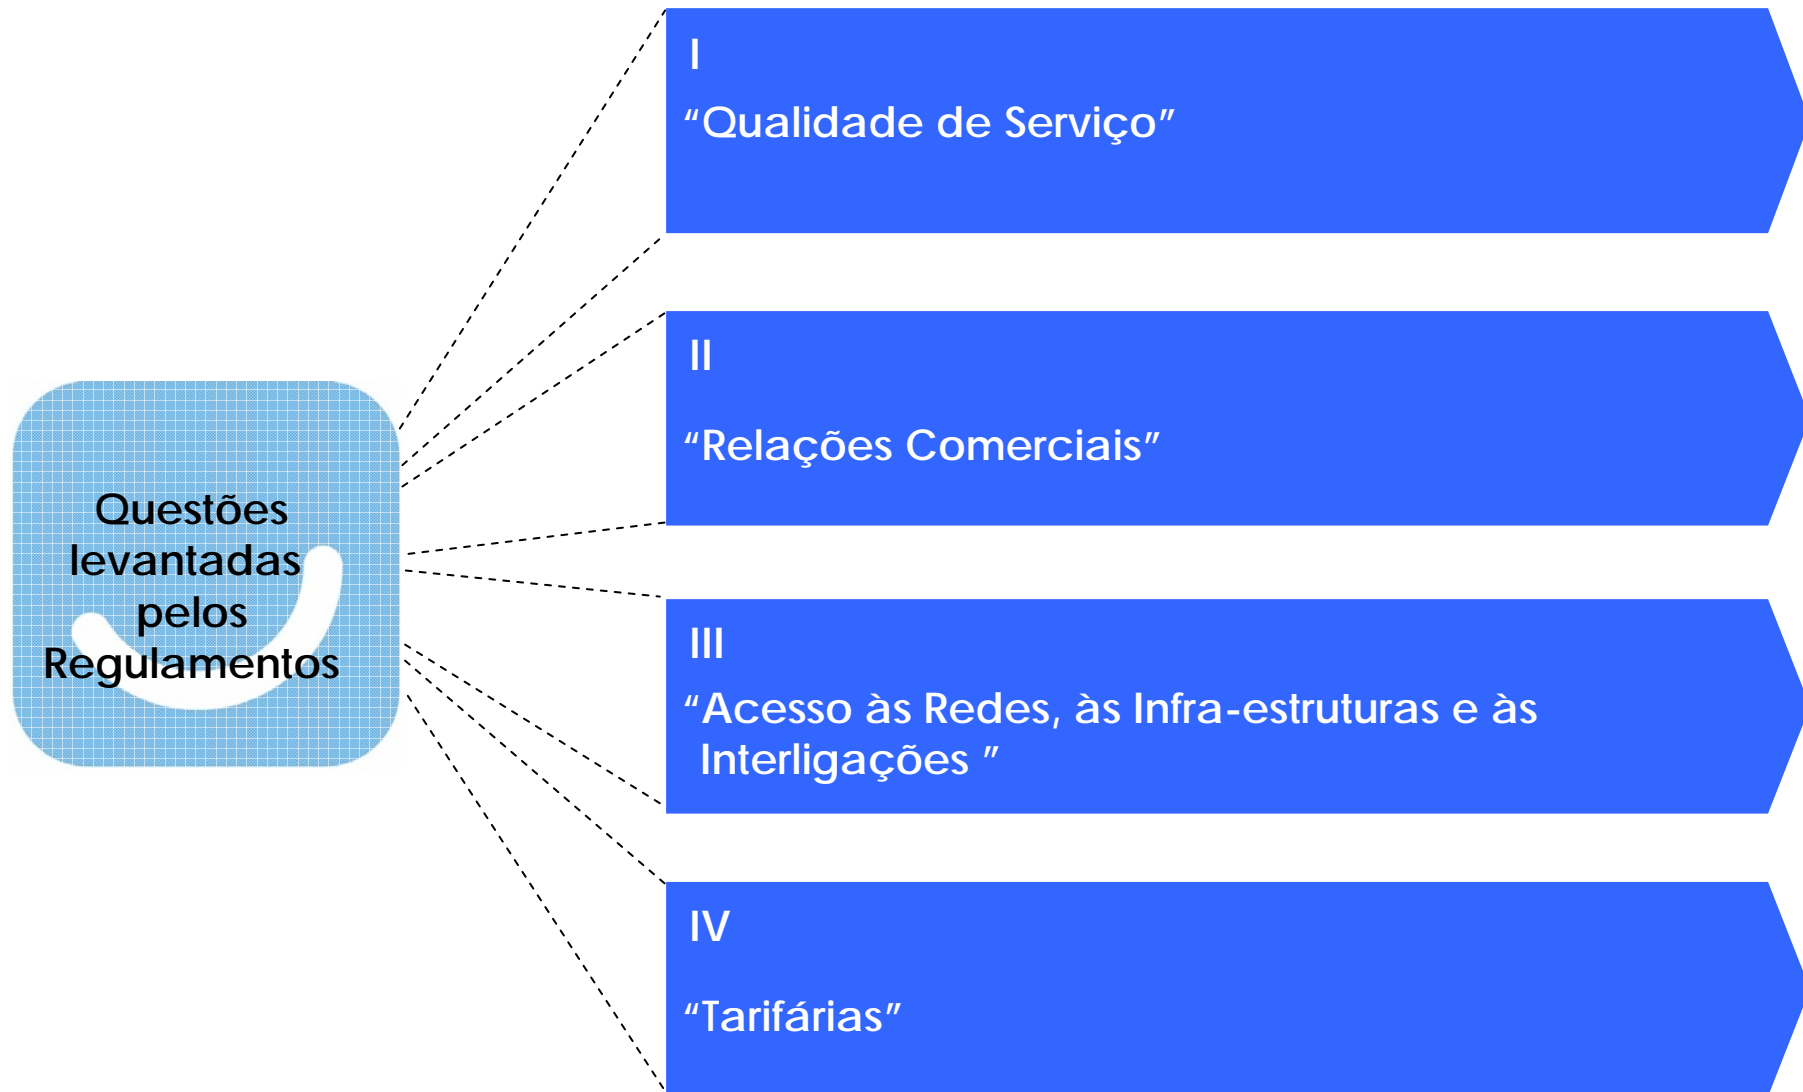 Questões
levantadas
pelos
Regulamentos
I
“Qualidade de Serviço”
II
“Relações Comerciais”
III
“Acesso às Redes, às Infra-estruturas e às
Interligações ”
IV
“Tarifárias”